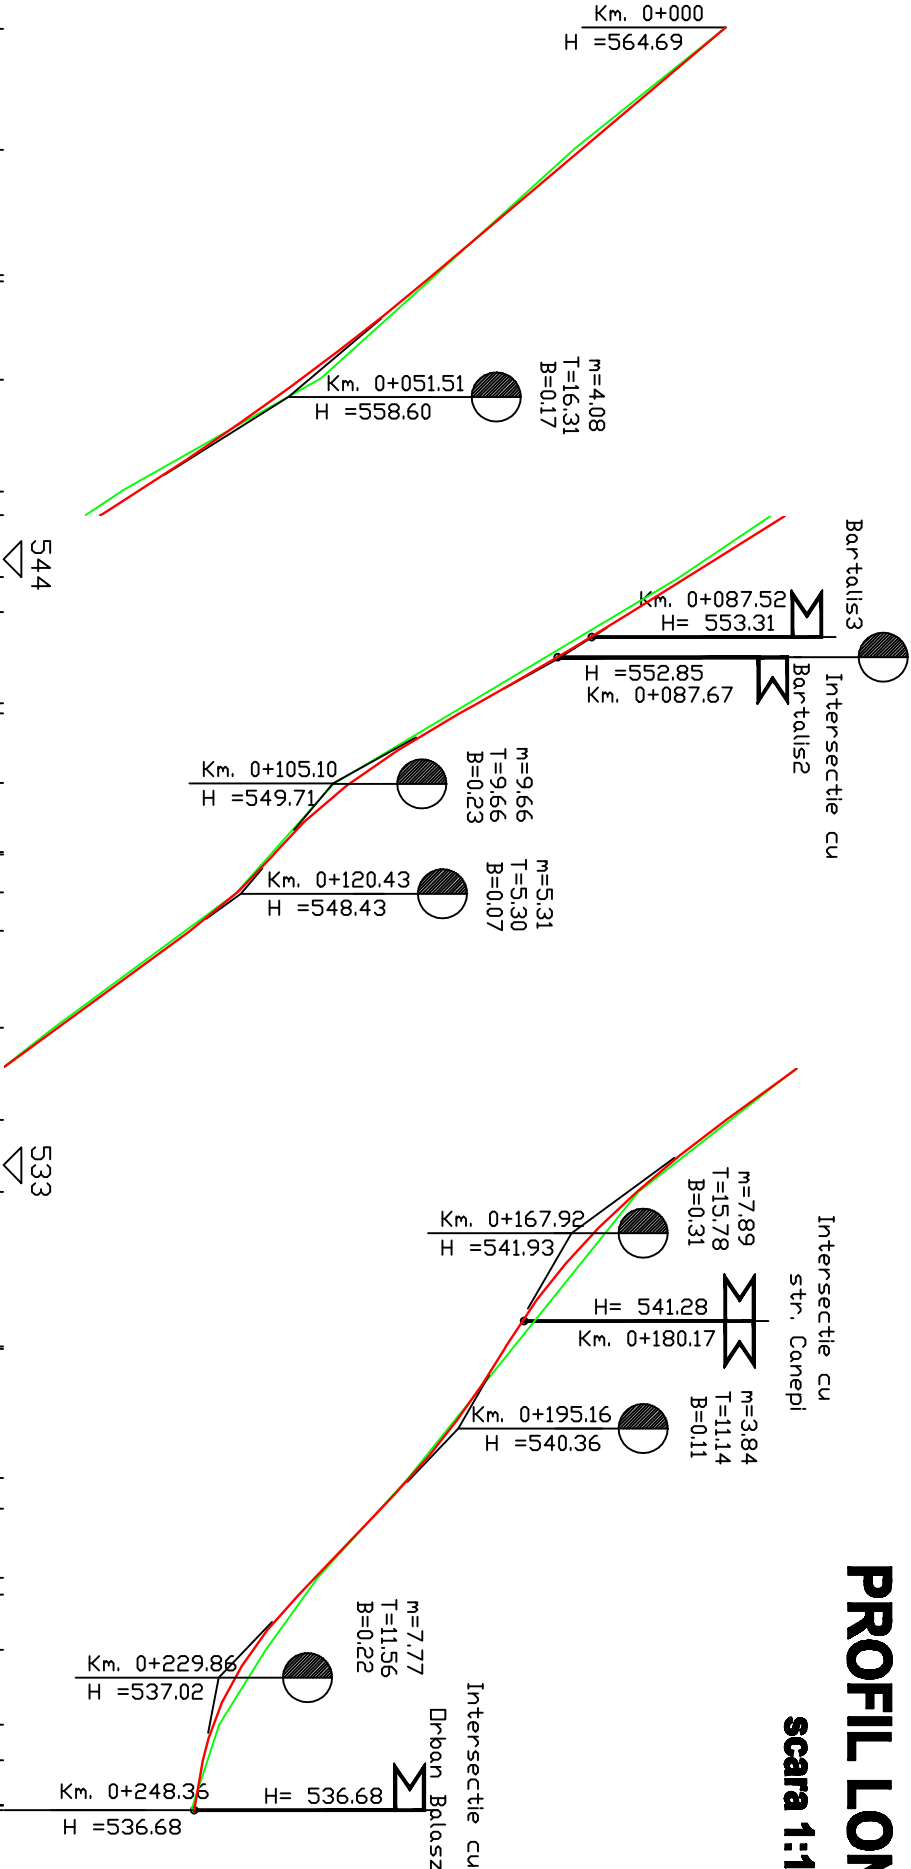 Km. 0+000
H =564.69
m=4.08
T=16.31
B=0.17
Km. 0+051.51
H =558.60
544
Bartalis3
Km. 0+087.52
H= 553.31
H =552.85
Km. 0+087.67
Intersectie cu
Bartalis2
m=9.66
T=9.66
B=0.23
Km. 0+105.10
H =549.71
m=5.31
T=5.30
B=0.07
Km. 0+120.43
H =548.43
533
m=7.89
T=15.78
B=0.31
Km. 0+167.92
H =541.93
Intersectie cu
str. Canepi
H= 541.28
Km. 0+180.17
m=3.84
T=11.14
B=0.11
Km. 0+195.16
H =540.36
PROFIL LON
scara 1:1
m=7.77
T=11.56
B=0.22
Km. 0+229.86
H =537.02
Intersectie cu
Orban Balasz
Km. 0+248.36
H =536.68
H= 536.68